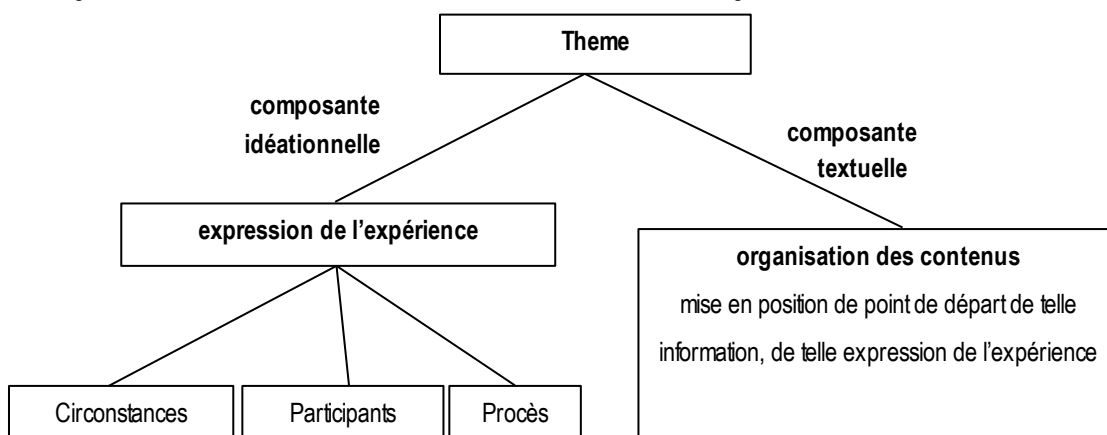 Theme
composante
idéationnelle
composante
textuelle
expression de l'expérience
organisation des contenus
mise en position de point de départ de telle
information, de telle expression de l'expérience
Circonstances
Participants
Procès